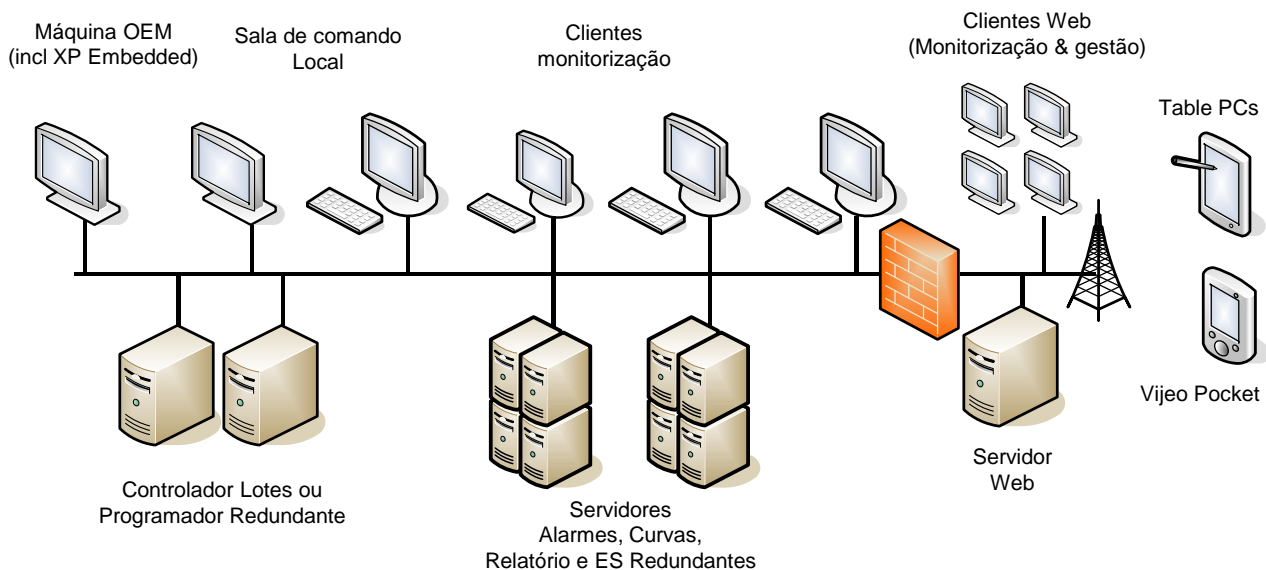 Máquina OEM
(incl XP Embedded)
Sala de comando
Local
Clientes
monitorização
Clientes Web
(Monitorização & gestão)
Table PCs
Vijeo Pocket
Controlador Lotes ou
Programador Redundante
Servidores
Alarmes, Curvas,
Relatório e ES Redundantes
Servidor
Web